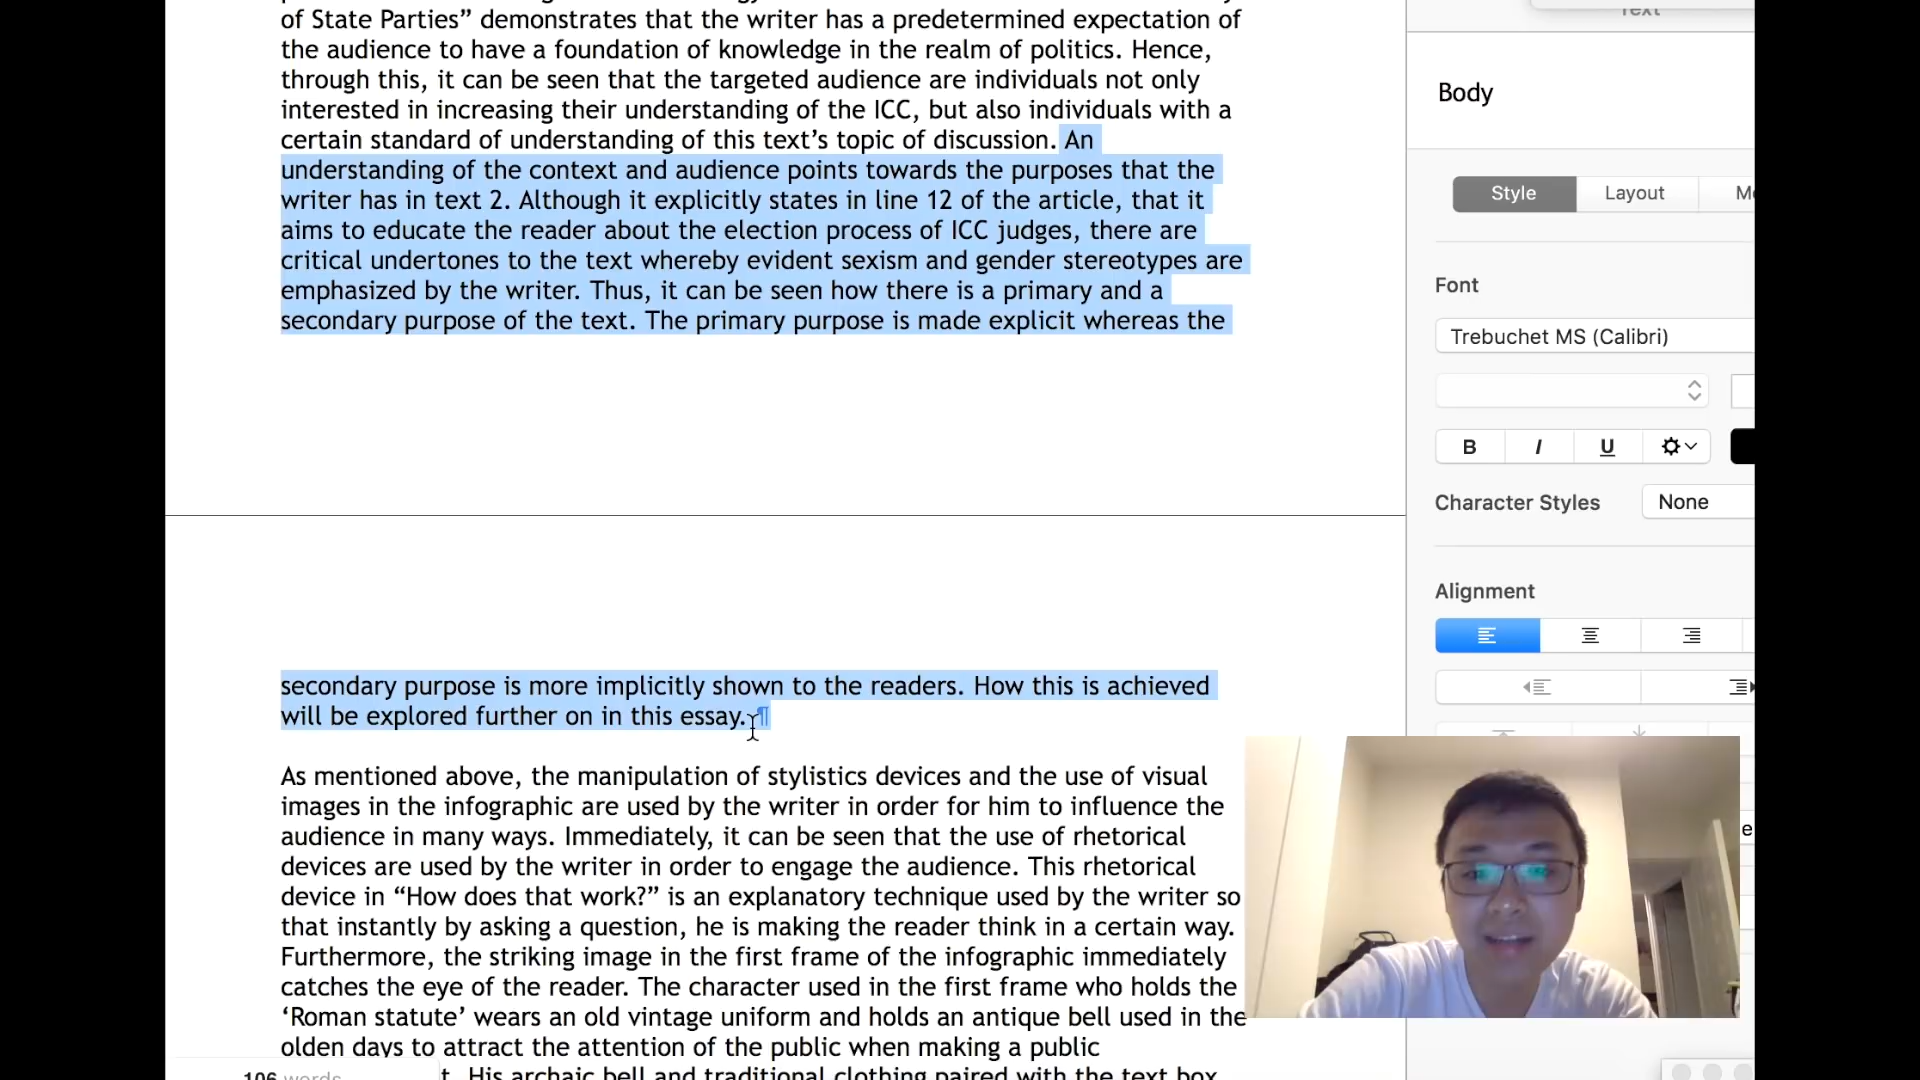 of State Parties” demonstrates that the writer has a predetermined expectation of
the audience to have a foundation of knowledge in the realm of politics. Hence,
through this, it can be seen that the targeted audience are individuals not only
interested in increasing their understanding of the ICC, but also individuals with a
certain standard of understanding of this text’s topic of discussion. An
understanding of the context and audience points towards the purposes that the
writer has in text 2. Although it explicitly states in line 12 of the article, that it
aims to educate the reader about the election process of ICC judges, there are
critical undertones to the text whereby evident sexism and gender stereotypes are
emphasized by the writer. Thus, it can be seen how there is a primary and a
secondary purpose of the text. The primary purpose is made explicit whereas the
secondary purpose is more implicitly shown to the readers. How this is achieved
will be explored further on in this essay. ¶
As mentioned above, the manipulation of stylistics devices and the use of visual
images in the infographic are used by the writer in order for him to influence the
audience in many ways. Immediately, it can be seen that the use of rhetorical
devices are used by the writer in order to engage the audience. This rhetorical
device in “How does that work?” is an explanatory technique used by the writer so
that instantly by asking a question, he is making the reader think in a certain way.
Furthermore, the striking image in the first frame of the infographic immediately
catches the eye of the reader. The character used in the first frame who holds the
‘Roman statute’ wears an old vintage uniform and holds an antique bell used in the
olden days to attract the attention of the public when making a public
t. His archaic bell and traditional clothing paired with the text box
106 words
Text
Body
Style
Layout
Font
Trebuchet MS (Calibri)
B I U
Character Styles
None
Alignment